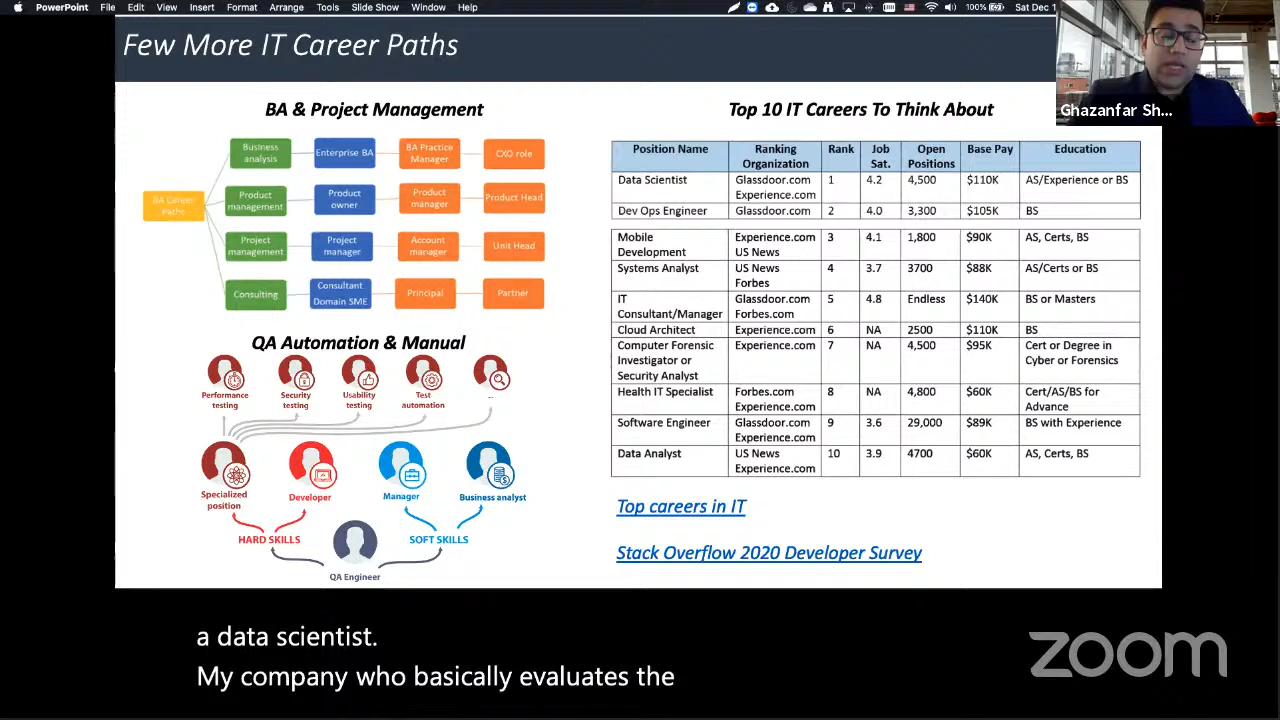 PowerPoint File Edit View Insert Format Arrange Tools Slide Show Window Help 100% Sat Dec 1
Few More IT Career Paths
Ghazanfar Sh...
BA & Project Management
Business analysis Enterprise BA BA Practice Manager CXO role
BA Career Paths
Product management Product owner Product manager Product Head
Project management Project manager Account manager Unit Head
Consulting Consultant Domain SME Principal Partner
QA Automation & Manual
Performance testing Security testing Usability testing Test automation ...
Specialized position Developer Manager Business analyst
HARD SKILLS SOFT SKILLS
QA Engineer
Top 10 IT Careers To Think About
Position Name Ranking Organization Rank Job Sat. Open Positions Base Pay Education
Data Scientist Glassdoor.com Experience.com 1 4.2 4,500 $110K AS/Experience or BS
Dev Ops Engineer Glassdoor.com 2 4.0 3,300 $105K BS
Mobile Development Experience.com US News 3 4.1 1,800 $90K AS, Certs, BS
Systems Analyst US News Forbes 4 3.7 3700 $88K AS/Certs or BS
IT Consultant/Manager Glassdoor.com Forbes.com 5 4.8 Endless $140K BS or Masters
Cloud Architect Experience.com 6 NA 2500 $110K BS
Computer Forensic Investigator or Security Analyst Experience.com 7 NA 4,500 $95K Cert or Degree in Cyber or Forensics
Health IT Specialist Forbes.com Experience.com 8 NA 4,800 $60K Cert/AS/BS for Advance
Software Engineer Glassdoor.com Experience.com 9 3.6 29,000 $89K BS with Experience
Data Analyst US News Experience.com 10 3.9 4700 $60K AS, Certs, BS
Top careers in IT
Stack Overflow 2020 Developer Survey
a data scientist.
My company who basically evaluates the
zoom